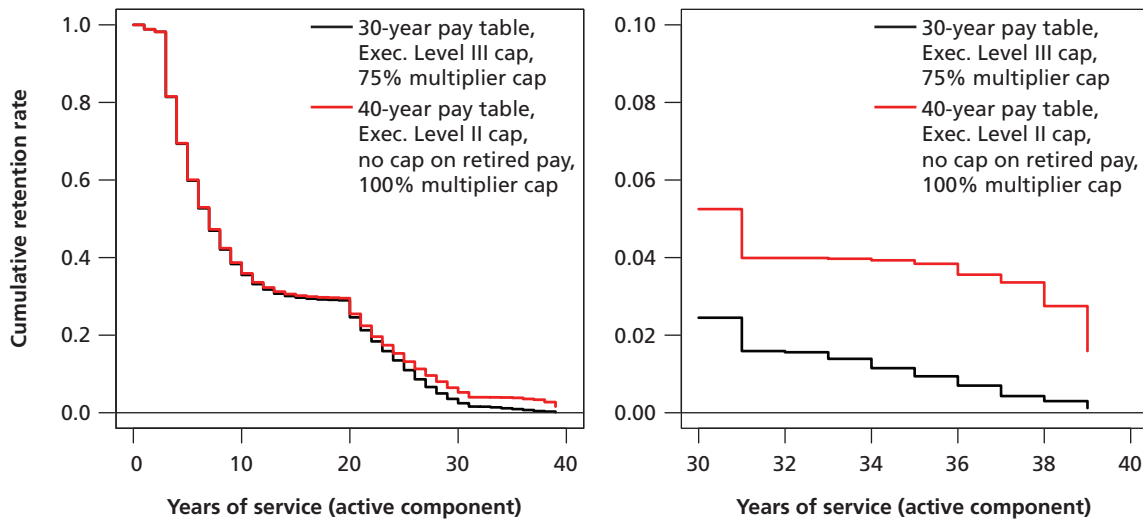 1.0
0.8
0.6
0.4
0.2
0.0
Cumulative retention rate
30-year pay table,
Exec. Level III cap,
75% multiplier cap
40-year pay table,
Exec. Level II cap,
no cap on retired pay,
100% multiplier cap
0 10 20 30 40
Years of service (active component)
0.10
0.08
0.06
0.04
0.02
0.00
30-year pay table,
Exec. Level III cap,
75% multiplier cap
40-year pay table,
Exec. Level II cap,
no cap on retired pay,
100% multiplier cap
30 32 34 36 38 40
Years of service (active component)